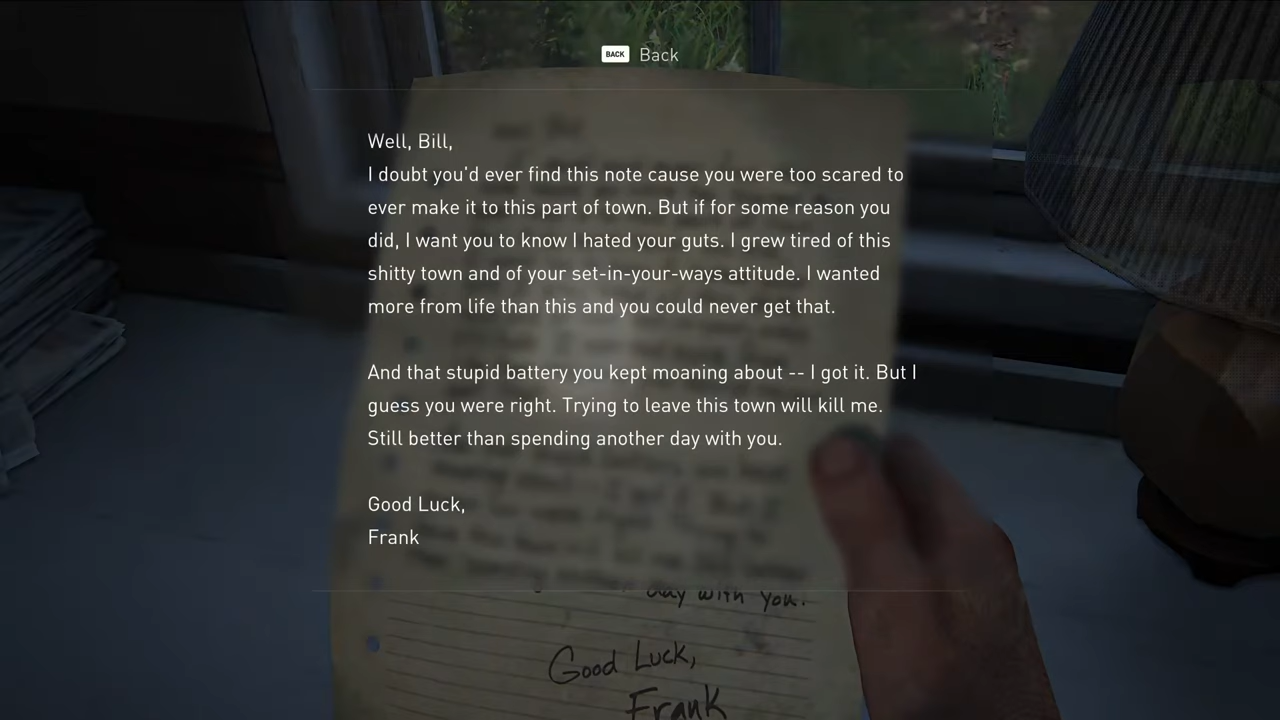 BACK Back
Well, Bill,
I doubt you'd ever find this note cause you were too scared to
ever make it to this part of town. But if for some reason you
did, I want you to know I hated your guts. I grew tired of this
shitty town and of your set-in-your-ways attitude. I wanted
more from life than this and you could never get that.
And that stupid battery you kept moaning about -- I got it. But I
guess you were right. Trying to leave this town will kill me.
Still better than spending another day with you.
Good Luck,
Frank
day with you.
Good Luck,
Frank